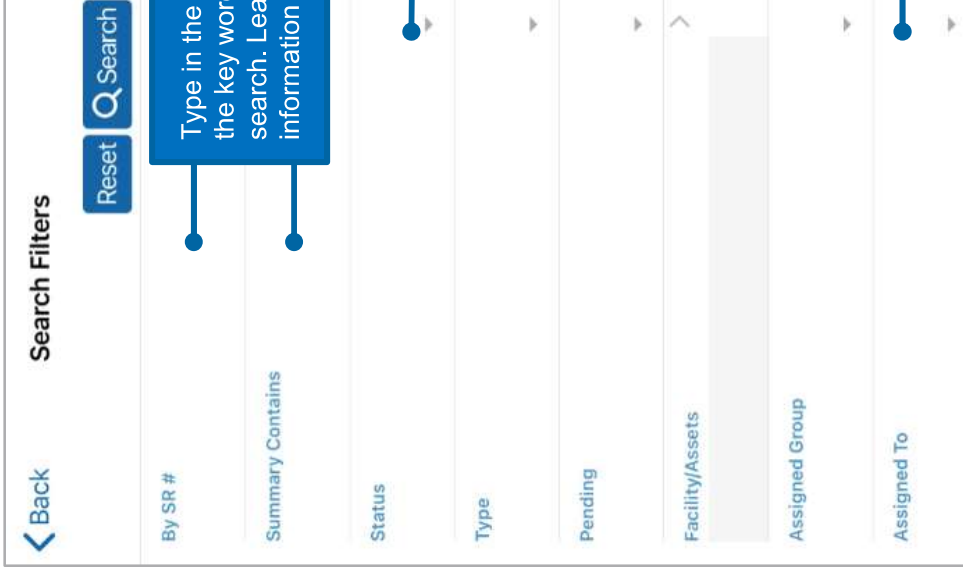 Back
Search Filters
Reset
Search
By SR #
Type in the
the key wor
search. Lea
information
Summary Contains
Status
Type
Pending
Facility/Assets
Assigned Group
Assigned To